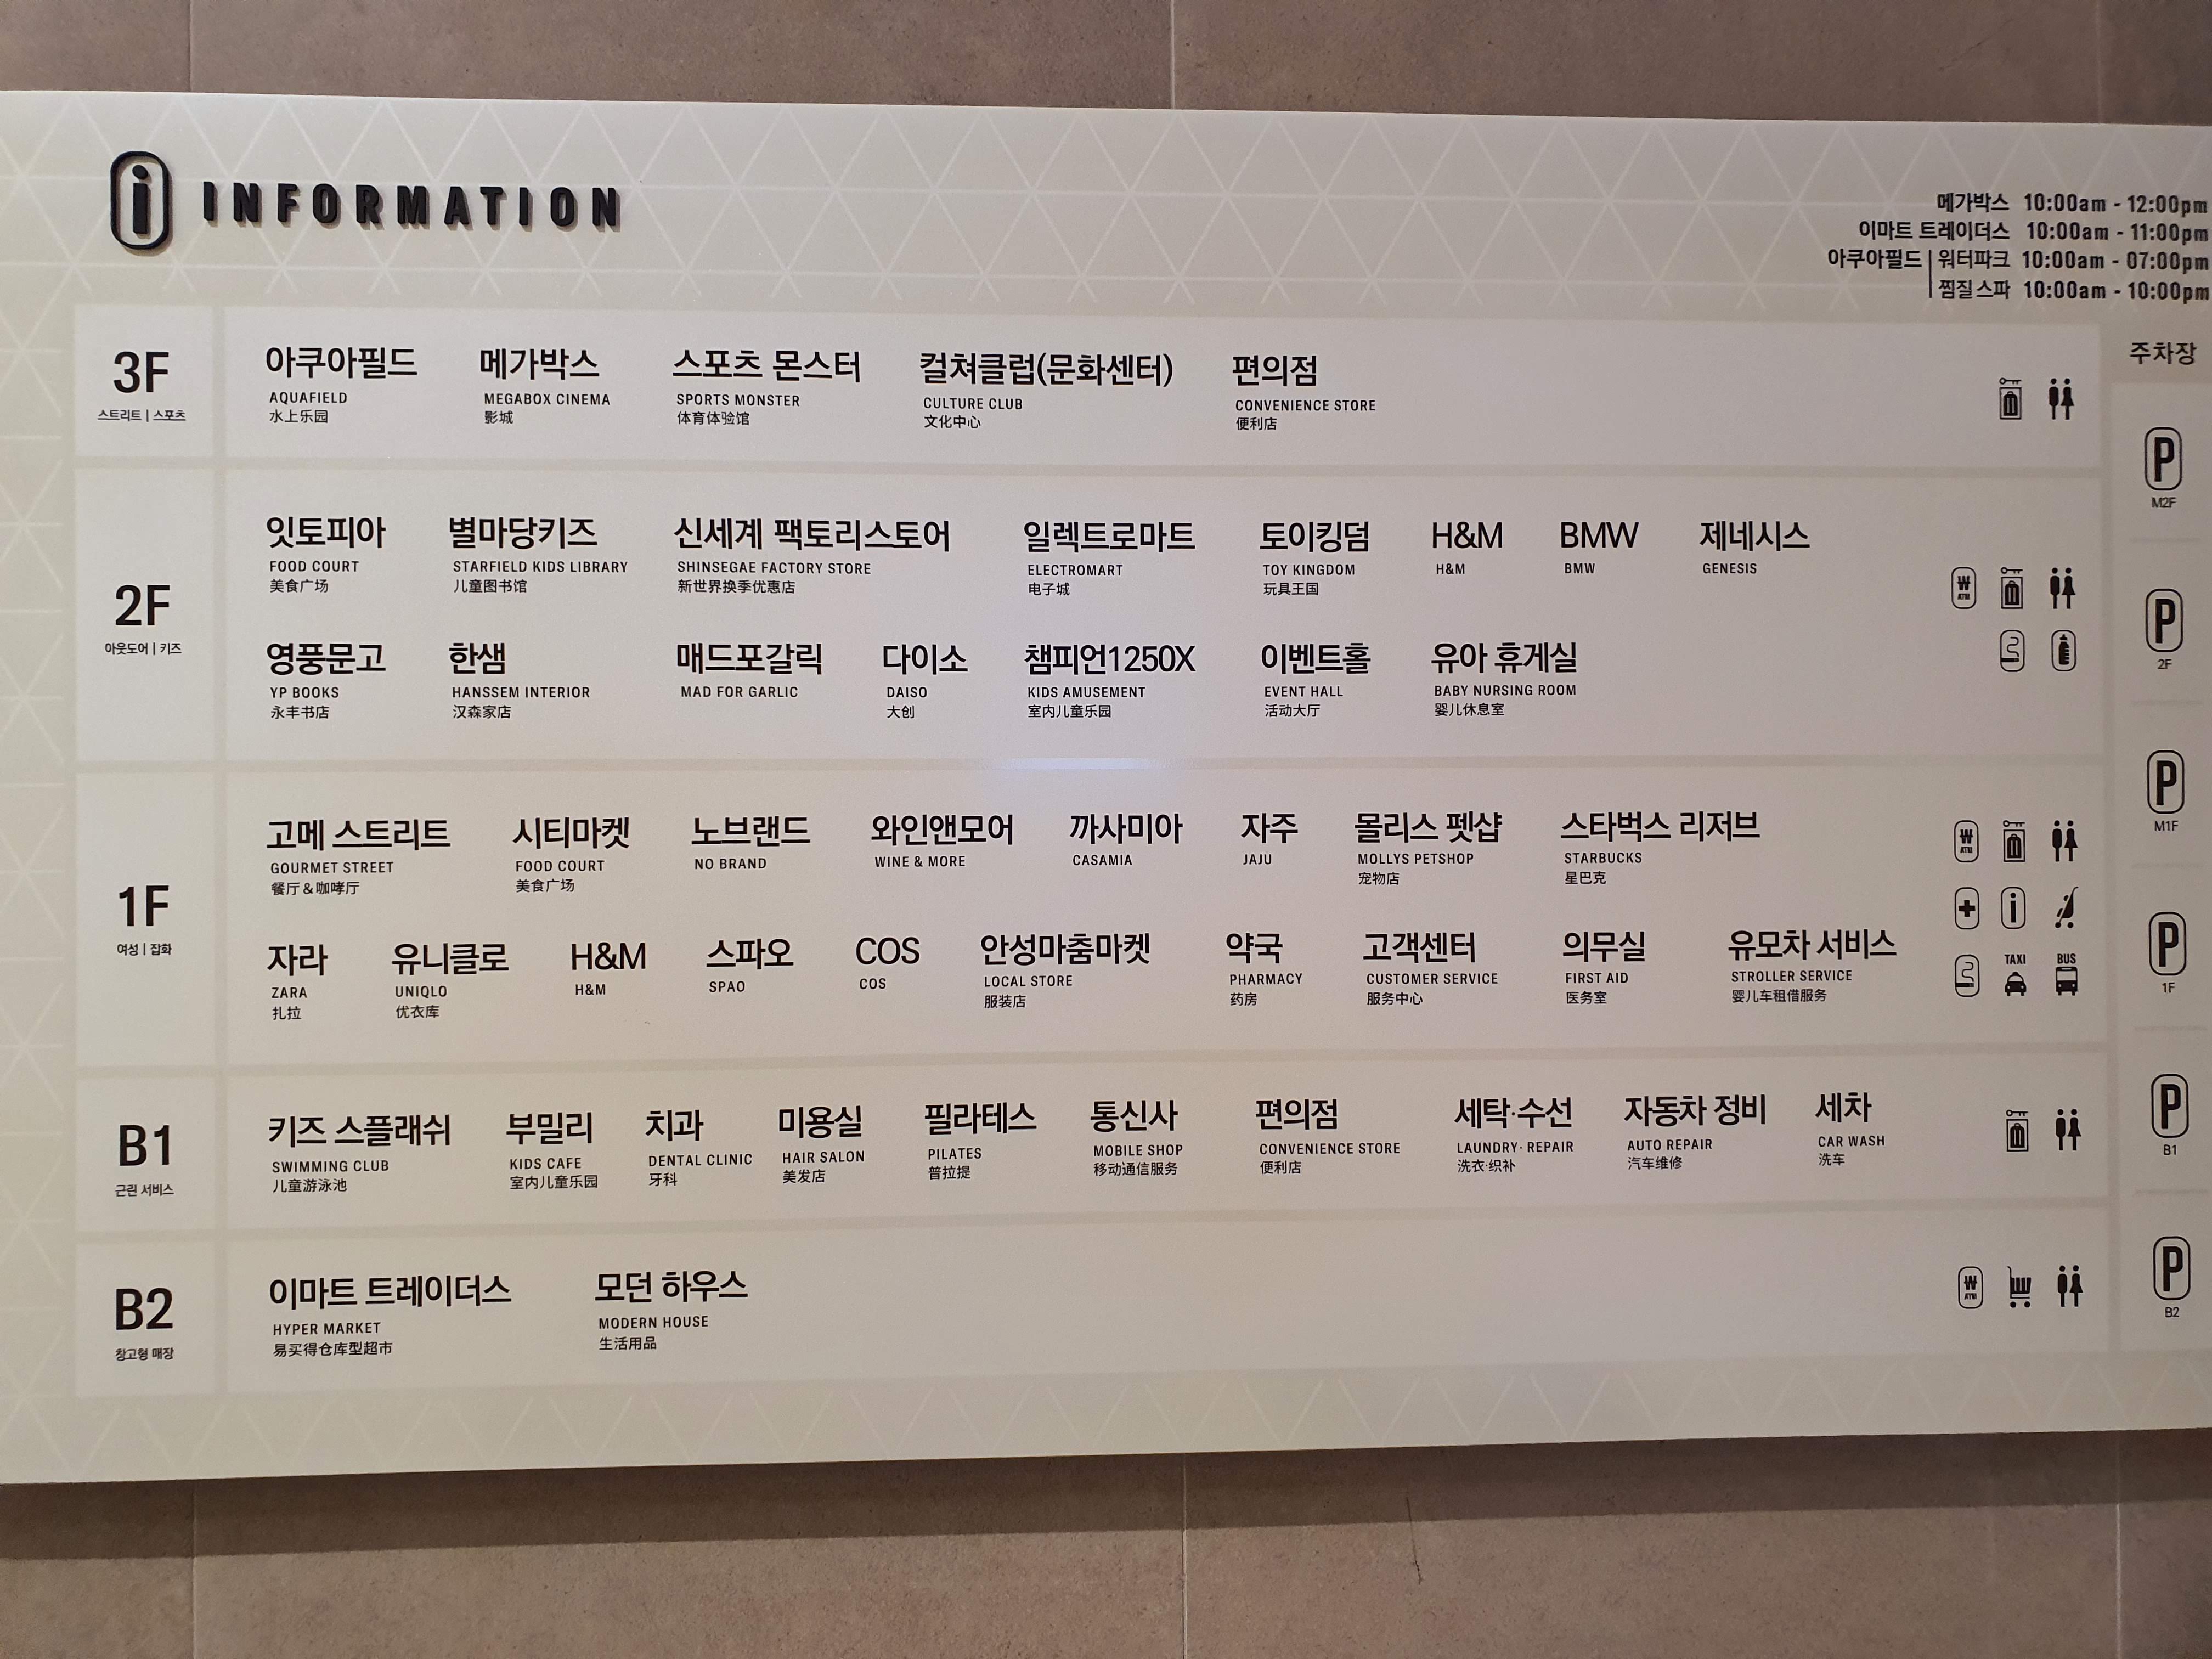 i INFORMATION
메가박스 10:00am - 12:00pm
이마트 트레이더스 10:00am - 11:00pm
아쿠아필드 | 워터파크 10:00am - 07:00pm
찜질스파 10:00am - 10:00pm
주차장
3F
스트리트 | 스포츠
아쿠아필드 메가박스 스포츠 몬스터 컬쳐클럽(문화센터) 편의점
AQUAFIELD MEGABOX CINEMA SPORTS MONSTER CULTURE CLUB CONVENIENCE STORE
水上乐园 影城 体育体验馆 文化中心 便利店
P
M2F
2F
아웃도어 | 키즈
잇토피아 별마당키즈 신세계 팩토리스토어 일렉트로마트 토이킹덤 H&M BMW 제네시스
FOOD COURT STARFIELD KIDS LIBRARY SHINSEGAE FACTORY STORE ELECTROMART TOY KINGDOM H&M BMW GENESIS
美食广场 儿童图书馆 新世界换季优惠店 电子城 玩具王国
₩ ATM
영풍문고 한샘 매드포갈릭 다이소 챔피언1250X 이벤트홀 유아 휴게실
YP BOOKS HANSSEM INTERIOR MAD FOR GARLIC DAISO KIDS AMUSEMENT EVENT HALL BABY NURSING ROOM
永丰书店 汉森家店 大创 室内儿童乐园 活动大厅 婴儿休息室
P
2F
P
M1F
1F
여성 | 잡화
고메 스트리트 시티마켓 노브랜드 와인앤모어 까사미아 자주 몰리스 펫샵 스타벅스 리저브
GOURMET STREET FOOD COURT NO BRAND WINE & MORE CASAMIA JAJU MOLLYS PETSHOP STARBUCKS
餐厅＆咖哮厅 美食广场 宠物店 星巴克
₩ ATM
i
자라 유니클로 H&M 스파오 COS 안성마춤마켓 약국 고객센터 의무실 유모차 서비스
ZARA UNIQLO H&M SPAO COS LOCAL STORE PHARMACY CUSTOMER SERVICE FIRST AID STROLLER SERVICE
扎拉 优衣库 服装店 药房 服务中心 医务室 婴儿车租借服务
TAXI BUS
P
1F
B1
근린 서비스
키즈 스플래쉬 부밀리 치과 미용실 필라테스 통신사 편의점 세탁·수선 자동차 정비 세차
SWIMMING CLUB KIDS CAFE DENTAL CLINIC HAIR SALON PILATES MOBILE SHOP CONVENIENCE STORE LAUNDRY· REPAIR AUTO REPAIR CAR WASH
儿童游泳池 室内儿童乐园 牙科 美发店 普拉提 移动通信服务 便利店 洗衣·织补 汽车维修 洗车
P
B1
B2
창고형 매장
이마트 트레이더스 모던 하우스
HYPER MARKET MODERN HOUSE
易买得仓库型超市 生活用品
₩ ATM
P
B2